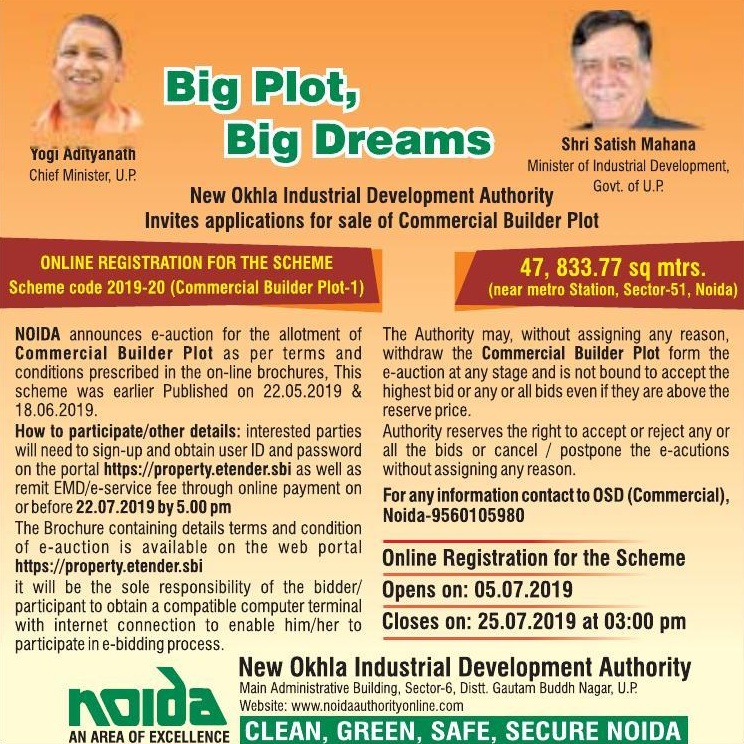 Big Plot,
Big Dreams
Yogi Adityanath
Chief Minister, U.P.
Shri Satish Mahana
Minister of Industrial Development,
Govt. of U.P.
New Okhla Industrial Development Authority
Invites applications for sale of Commercial Builder Plot
ONLINE REGISTRATION FOR THE SCHEME
Scheme code 2019-20 (Commercial Builder Plot-1)
47, 833.77 sq mtrs.
(near metro Station, Sector-51, Noida)
NOIDA announces e-auction for the allotment of
Commercial Builder Plot as per terms and
conditions prescribed in the on-line brochures, This
scheme was earlier Published on 22.05.2019 &
18.06.2019.
How to participate/other details: interested parties
will need to sign-up and obtain user ID and password
on the portal https://property.etender.sbi as well as
remit EMD/e-service fee through online payment on
or before 22.07.2019 by 5.00 pm
The Brochure containing details terms and condition
of e-auction is available on the web portal
https://property.etender.sbi
it will be the sole responsibility of the bidder/
participant to obtain a compatible computer terminal
with internet connection to enable him/her to
participate in e-bidding process.
The Authority may, without assigning any reason,
withdraw the Commercial Builder Plot form the
e-auction at any stage and is not bound to accept the
highest bid or any or all bids even if they are above the
reserve price.
Authority reserves the right to accept or reject any or
all the bids or cancel / postpone the e-acutions
without assigning any reason.
For any information contact to OSD (Commercial),
Noida-9560105980
Online Registration for the Scheme
Opens on: 05.07.2019
Closes on: 25.07.2019 at 03:00 pm
noida
AN AREA OF EXCELLENCE
New Okhla Industrial Development Authority
Main Administrative Building, Sector-6, Distt. Gautam Buddh Nagar, U.P.
Website: www.noidaauthorityonline.com
CLEAN, GREEN, SAFE, SECURE NOIDA